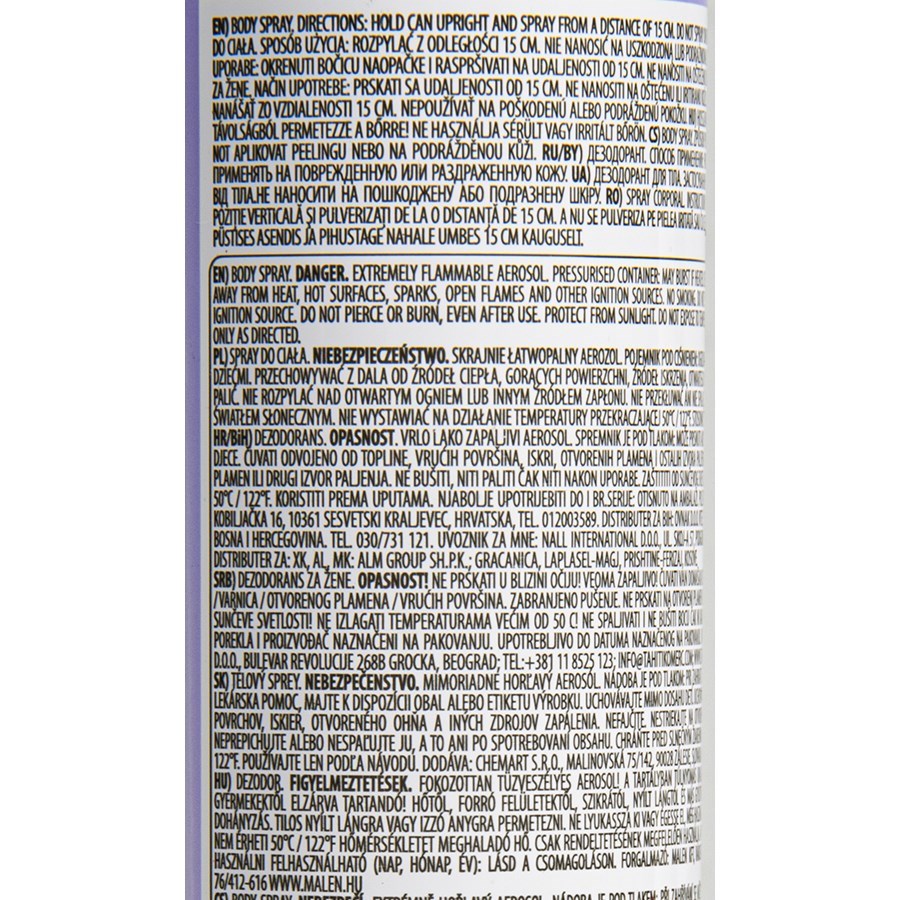 EN) BODY SPRAY, DIRECTIONS: HOLD CAN UPRIGHT AND SPRAY FROM A DISTANCE OF 15 CM. DO NOT SPRAY
DO CIAŁA. SPOSÓB UŻYCIA: ROZPYLAĆ Z ODLEGŁOŚCI 15 CM. NIE NANOSIĆ NA USZKODZONĄ LUB
UPORABE: OKRENUTI BOČICU NAOPAČKE I RASPRŠIVATI NA UDALJENOSTI OD 15 CM. NE NANOSITI NA
ZA ŽENE. NAČIN UPOTREBE: PRSKATI SA UDALJENOSTI OD 15 CM. NE NANOSITI NA OŠTEĆENU ILI
NANÁŠAŤ ZO VZDIALENOSTI 15 CM. NEPOUŽÍVAŤ NA POŠKODENÚ ALEBO PODRÁŽDENÚ POKOŽKU.
TÁVOLSÁGBÓL PERMETEZZE A BŐRRE! NE HASZNÁLJA SÉRÜLT VAGY IRRITÁLT BŐRÖN. CS) BODY SPRAY.
NOT APLIKOVAT PEELINGU NEBO NA PODRÁŽDĚNOU KŮŽI. RU/BY) ДЕЗОДОРАНТ. СПОСОБ ПРИМЕНЕНИЯ:
ПРИМЕНЯТЬ НА ПОВРЕЖДЕННУЮ ИЛИ РАЗДРАЖЕННУЮ КОЖУ. UA) ДЕЗОДОРАНТ ДЛЯ ТІЛА.
ВІД ТІЛА.НЕ НАНОСИТИ НА ПОШКОДЖЕНУ АБО ПОДРАЗНЕНУ ШКІРУ. RO) SPRAY CORPORAL.
POZIȚIE VERTICALĂ ȘI PULVERIZAȚI DE LA O DISTANȚĂ DE 15 CM. A NU SE PULVERIZA PE PIELEA IRITATĂ SAU
PÜSTISES ASENDIS JA PIHUSTAGE NAHALE UMBES 15 CM KAUGUSELT.
EN) BODY SPRAY. DANGER. EXTREMELY FLAMMABLE AEROSOL. PRESSURISED CONTAINER: MAY BURST IF
AWAY FROM HEAT, HOT SURFACES, SPARKS, OPEN FLAMES AND OTHER IGNITION SOURCES. NO SMOKING. DO NOT
IGNITION SOURCE. DO NOT PIERCE OR BURN, EVEN AFTER USE. PROTECT FROM SUNLIGHT. DO NOT EXPOSE TO
ONLY AS DIRECTED.
PL) SPRAY DO CIAŁA. NIEBEZPIECZEŃSTWO. SKRAJNIE ŁATWOPALNY AEROZOL. POJEMNIK POD CIŚNIENIEM:
DZIEĆMI. PRZECHOWYWAĆ Z DALA OD ŹRÓDEŁ CIEPŁA, GORĄCYCH POWIERZCHNI, ŹRÓDEŁ ISKRZENIA,
PALIĆ. NIE ROZPYLAĆ NAD OTWARTYM OGNIEM LUB INNYM ŹRÓDŁEM ZAPŁONU. NIE PRZEKŁUWAĆ ANI NIE
ŚWIATŁEM SŁONECZNYM. NIE WYSTAWIAĆ NA DZIAŁANIE TEMPERATURY PRZEKRACZAJĄCEJ 50°C / 122°F.
HR/BiH) DEZODORANS. OPASNOST. VRLO LAKO ZAPALJIVI AEROSOL. SPREMNIK JE POD TLAKOM: MOŽE
DJECE. ČUVATI ODVOJENO OD TOPLINE, VRUĆIH POVRŠINA, ISKRI, OTVORENIH PLAMENA I OSTALIH
PLAMEN ILI DRUGI IZVOR PALJENJA. NE BUŠITI, NITI PALITI ČAK NITI NAKON UPORABE. ZAŠTITITI OD
50°C / 122°F. KORISTITI PREMA UPUTAMA. NJABOLJE UPOTRIJEBITI DO I BR.SERIJE: OTISNUTO NA
KOBILJAČKA 16, 10361 SESVETSKI KRALJEVEC, HRVATSKA, TEL. 012003589. DISTRIBUTER ZA BIH:
BOSNA I HERCEGOVINA. TEL. 030/731 121. UVOZNIK ZA MNE: NALL INTERNATIONAL D.O.O., UL.
DISTRIBUTER ZA: XK, AL, MK: ALM GROUP SH.P.K.; GRACANICA, LAPLASEL-MAGJ, PRISHTINE-FERZAJ,
SRB) DEZODORANS ZA ŽENE. OPASNOST! NE PRSKATI U BLIZINI OČIJU! VEOMA ZAPALJIVO! ČUVATI VAN
/VARNICA / OTVORENOG PLAMENA / VRUĆIH POVRŠINA. ZABRANJENO PUŠENJE. NE PRSKATI NA OTVOREN
SUNČEVE SVETLOSTI! NE IZLAGATI TEMPERATURAMA VEĆIM OD 50 C! NE SPALJIVATI I NE BUŠITI BOCU
POREKLA I PROIZVOĐAČ NAZNAČENI NA PAKOVANJU. UPOTREBLJIVO DO DATUMA NAZNAČENOG NA
D.O.O., BULEVAR REVOLUCIJE 268B GROCKA, BEOGRAD; TEL:+381 11 8525 123; INFO@TAHITIKOMERC.COM;
SK) TELOVÝ SPREY. NEBEZPEČENSTVO. MIMORIADNE HORĽAVÝ AEROSÓL. NÁDOBA JE POD TLAKOM:
LEKÁRSKA POMOC, MAJTE K DISPOZÍCII OBAL ALEBO ETIKETU VÝROBKU. UCHOVÁVAJTE MIMO DOSAHU DETÍ.
POVRCHOV, ISKIER, OTVORENÉHO OHŇA A INÝCH ZDROJOV ZAPÁLENIA. NEFAJČITE. NESTRIEKAJTE NA
NEPREPICHUJTE ALEBO NESPAĽUJTE JU, A TO ANI PO SPOTREBOVANÍ OBSAHU. CHRÁŇTE PRED SLNEČNÝM
122°F. POUŽÍVAJTE LEN PODĽA NÁVODU. DODÁVA: CHEMART S.R.O., MALINOVSKÁ 75/142, 90028 ZÁLESIE,
HU) DEZODOR. FIGYELMEZTETÉSEK. FOKOZOTTAN TŰZVESZÉLYES AEROSZOL! A TARTÁLYBAN TÚLNYOMÁS
GYERMEKEKTŐL ELZÁRVA TARTANDÓ! HŐTŐL, FORRÓ FELÜLETEKTŐL, SZIKRÁTÓL, NYÍLT LÁNGTÓL
DOHÁNYZÁS. TILOS NYÍLT LÁNGRA VAGY IZZÓ ANYGRA PERMETEZNI. NE LYUKASSZA KI VAGY ÉGESSE EL
NEM ÉRHETI 50°C / 122°F HŐMÉRSÉKLETET MEGHALADÓ HŐ. CSAK RENDELTETÉSÉNEK MEGFELELŐEN
HASZNÁLNI FELHASZNÁLHATÓ (NAP, HÓNAP, ÉV): LÁSD A CSOMAGOLÁSON. FORGALMAZÓ: MALEN KFT.
76/412-616 WWW.MALEN.HU